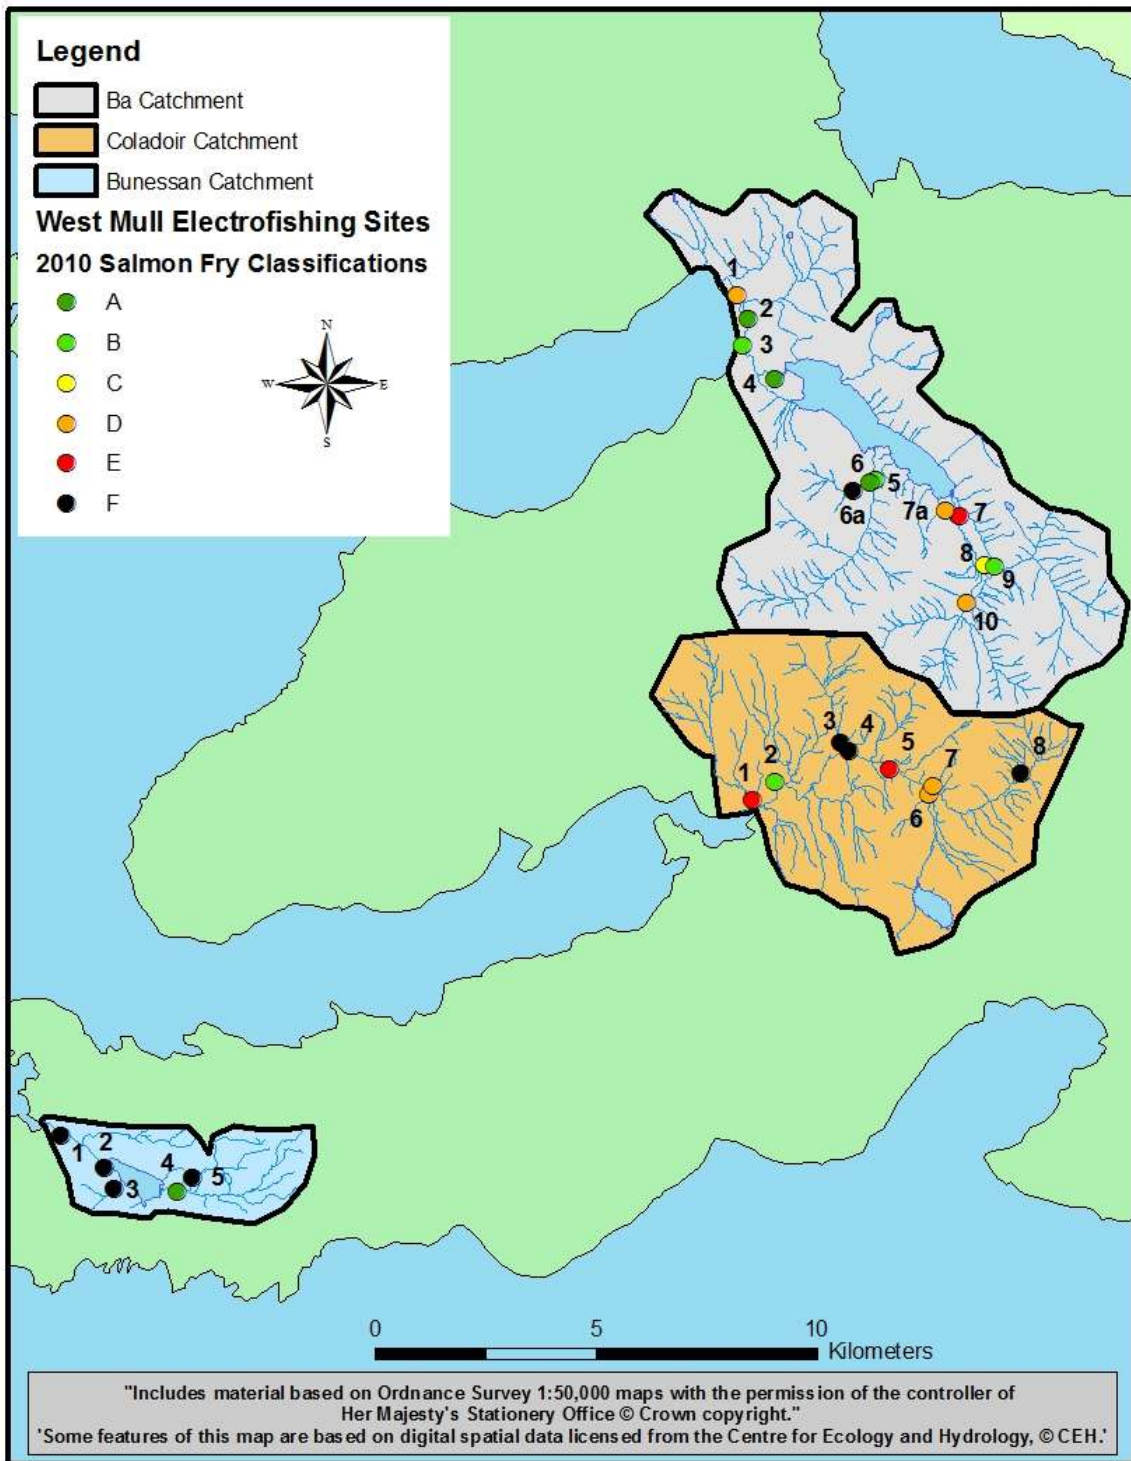 Legend
Ba Catchment
Coladoir Catchment
Bunessan Catchment
West Mull Electrofishing Sites
2010 Salmon Fry Classifications
A
B
C
D
E
F
N
W E
S
1
2
3
4
6
5
6a
7a
7
8
9
10
3
4
5
7
8
2
1
6
1
2
3
4
5
0 5 10
Kilometers
"Includes material based on Ordnance Survey 1:50,000 maps with the permission of the controller of
Her Majesty's Stationery Office © Crown copyright."
'Some features of this map are based on digital spatial data licensed from the Centre for Ecology and Hydrology, © CEH.'